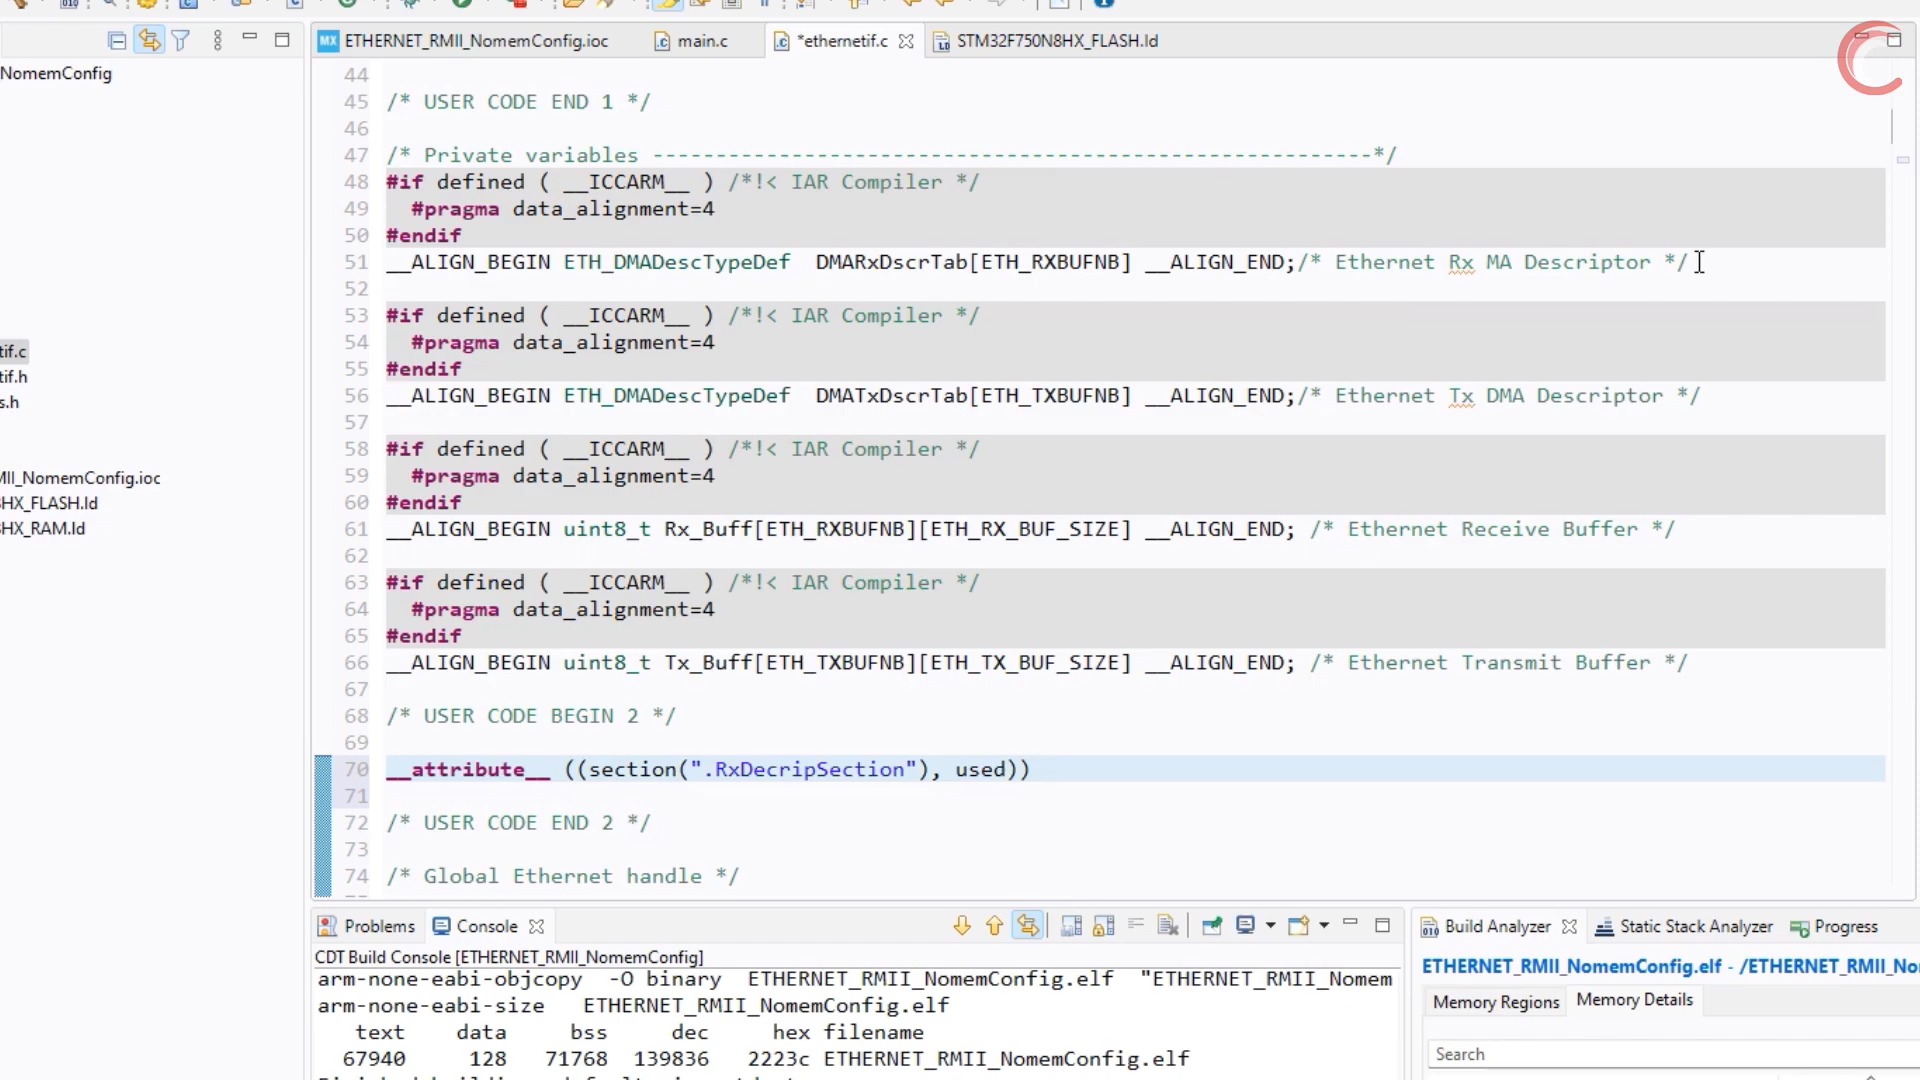 ETHERNET_RMII_NomemConfig.ioc
main.c
*ethernetif.c
STM32F750N8HX_FLASH.ld
NomemConfig
tif.c
tif.h
s.h
MII_NomemConfig.ioc
HX_FLASH.ld
HX_RAM.ld
44
45 /* USER CODE END 1 */
46
47 /* Private variables ---------------------------------------------------------*/
48 #if defined ( __ICCARM__ ) /*!< IAR Compiler */
49   #pragma data_alignment=4
50 #endif
51 __ALIGN_BEGIN ETH_DMADescTypeDef  DMARxDscrTab[ETH_RXBUFNB] __ALIGN_END;/* Ethernet Rx MA Descriptor */
52
53 #if defined ( __ICCARM__ ) /*!< IAR Compiler */
54   #pragma data_alignment=4
55 #endif
56 __ALIGN_BEGIN ETH_DMADescTypeDef  DMATxDscrTab[ETH_TXBUFNB] __ALIGN_END;/* Ethernet Tx DMA Descriptor */
57
58 #if defined ( __ICCARM__ ) /*!< IAR Compiler */
59   #pragma data_alignment=4
60 #endif
61 __ALIGN_BEGIN uint8_t Rx_Buff[ETH_RXBUFNB][ETH_RX_BUF_SIZE] __ALIGN_END; /* Ethernet Receive Buffer */
62
63 #if defined ( __ICCARM__ ) /*!< IAR Compiler */
64   #pragma data_alignment=4
65 #endif
66 __ALIGN_BEGIN uint8_t Tx_Buff[ETH_TXBUFNB][ETH_TX_BUF_SIZE] __ALIGN_END; /* Ethernet Transmit Buffer */
67
68 /* USER CODE BEGIN 2 */
69
70 __attribute__ ((section(".RxDecripSection"), used))
71
72 /* USER CODE END 2 */
73
74 /* Global Ethernet handle */
Problems
Console
CDT Build Console [ETHERNET_RMII_NomemConfig]
arm-none-eabi-objcopy  -O binary  ETHERNET_RMII_NomemConfig.elf  "ETHERNET_RMII_Nomem
arm-none-eabi-size   ETHERNET_RMII_NomemConfig.elf
text    data     bss     dec     hex filename
67940     128   71768  139836   2223c ETHERNET_RMII_NomemConfig.elf
Build Analyzer
Static Stack Analyzer
Progress
ETHERNET_RMII_NomemConfig.elf - /ETHERNET_RMII_No
Memory Regions
Memory Details
Search